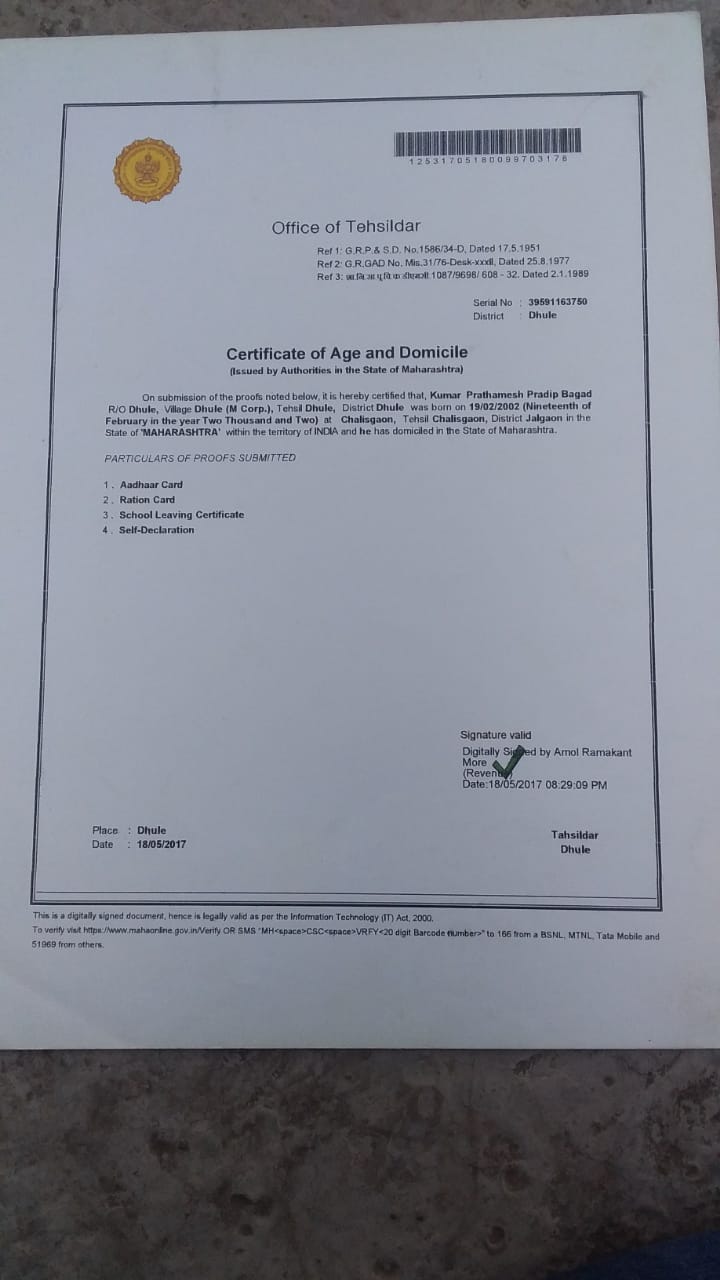 12531705180099703178
Office of Tehsildar
Ref 1: G.R.P.& S.D. No.1586/34-D, Dated 17.5.1951
Ref 2: G.R.GAD No. Mis.31/76-Desk-xxxII, Dated 25.8.1977
Ref 3: 1087/9698/ 608 - 32. Dated 2.1.1989
Serial No : 39591163750
District : Dhule
Certificate of Age and Domicile
(Issued by Authorities in the State of Maharashtra)
On submission of the proofs noted below, it is hereby certified that, Kumar Prathamesh Pradip Bagad
R/O Dhule, Village Dhule (M Corp.), Tehsil Dhule, District Dhule was born on 19/02/2002 (Nineteenth of
February in the year Two Thousand and Two) at Chalisgaon, Tehsil Chalisgaon, District Jalgaon in the
State of 'MAHARASHTRA' within the territory of INDIA and he has domiciled in the State of Maharashtra.
PARTICULARS OF PROOFS SUBMITTED
1 . Aadhaar Card
2 . Ration Card
3 . School Leaving Certificate
4 . Self-Declaration
Signature valid
Digitally Signed by Amol Ramakant
More
(Revenue)
Date:18/05/2017 08:29:09 PM
Place : Dhule
Date : 18/05/2017
Tahsildar
Dhule
This is a digitally signed document, hence is legally valid as per the Information Technology (IT) Act, 2000.
To verify visit https://www.mahaonline.gov.in/Verify OR SMS "MH<space>CSC<space>VRFY<20 digit Barcode number>" to 166 from a BSNL, MTNL, Tata Mobile and
51969 from others.